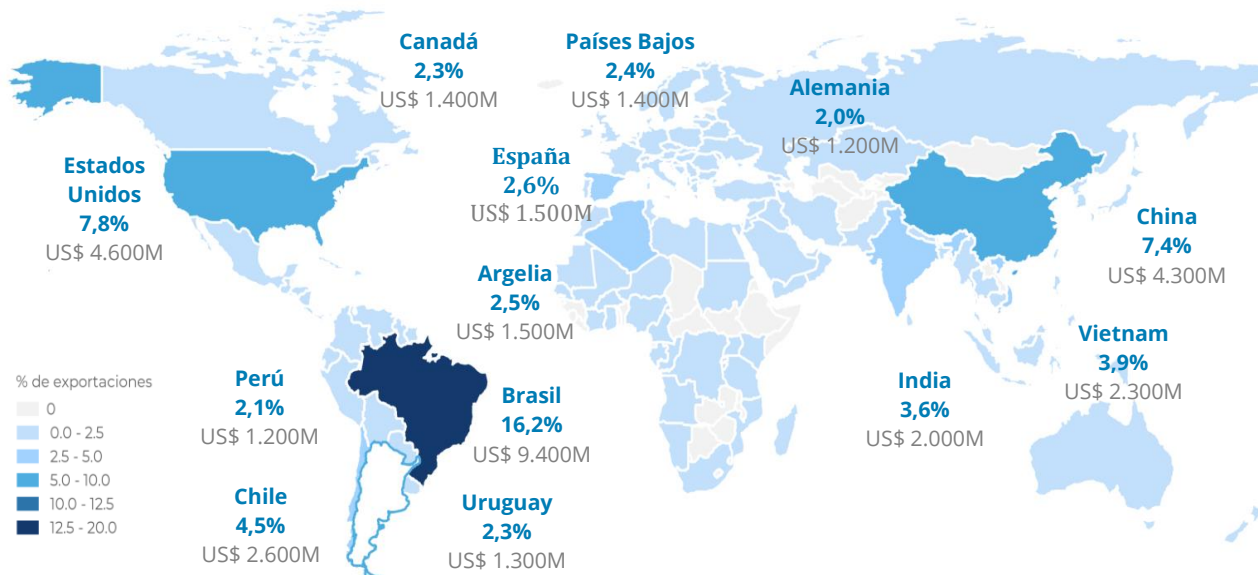 Canadá
2,3%
US$ 1.400M
Países Bajos
2,4%
US$ 1.400M
Alemania
2,0%
US$ 1.200M
Estados
Unidos
7,8%
US$ 4.600M
España
2,6%
US$ 1.500M
China
7,4%
US$ 4.300M
Argelia
2,5%
US$ 1.500M
Vietnam
3,9%
US$ 2.300M
Perú
2,1%
US$ 1.200M
Brasil
16,2%
US$ 9.400M
India
3,6%
US$ 2.000M
Chile
4,5%
US$ 2.600M
Uruguay
2,3%
US$ 1.300M
% de exportaciones
0
0.0 - 2.5
2.5 - 5.0
5.0 - 10.0
10.0 - 12.5
12.5 - 20.0